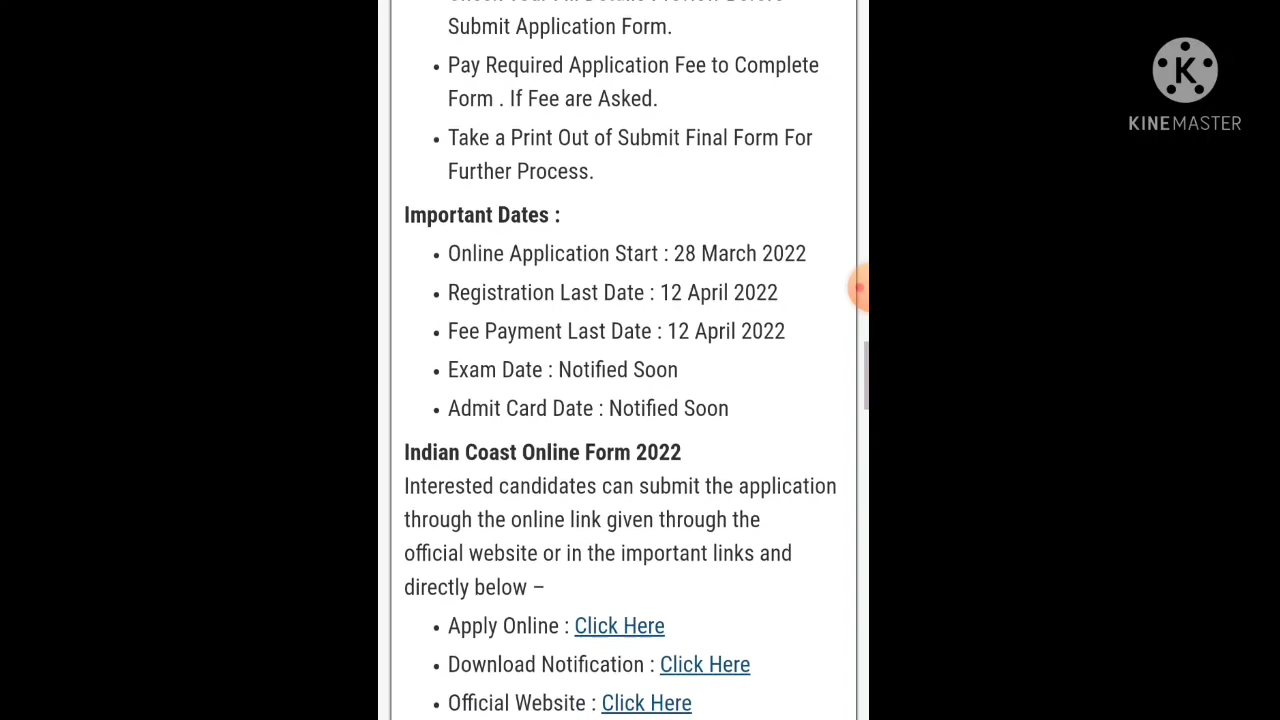 Submit Application Form.
• Pay Required Application Fee to Complete
Form . If Fee are Asked.
• Take a Print Out of Submit Final Form For
Further Process.
Important Dates :
• Online Application Start : 28 March 2022
• Registration Last Date : 12 April 2022
• Fee Payment Last Date : 12 April 2022
• Exam Date : Notified Soon
• Admit Card Date : Notified Soon
Indian Coast Online Form 2022
Interested candidates can submit the application
through the online link given through the
official website or in the important links and
directly below –
• Apply Online : Click Here
• Download Notification : Click Here
• Official Website : Click Here
K
KINEMASTER